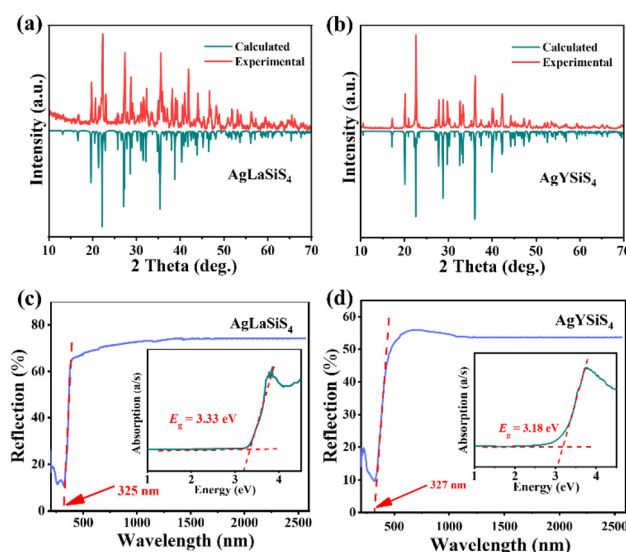 (a)
Calculated
Experimental
Intensity (a.u.)
AgLaSiS4
10 20 30 40 50 60 70
2 Theta (deg.)
(b)
Calculated
Experimental
Intensity (a.u.)
AgYSiS4
10 20 30 40 50 60 70
2 Theta (deg.)
(c)
AgLaSiS4
Reflection (%)
80
60
40
20
0
Absorption (a/s)
Eg = 3.33 eV
1 2 3 4
Energy (eV)
325 nm
500 1000 1500 2000 2500
Wavelength (nm)
(d)
AgYSiS4
Reflection (%)
60
50
40
30
20
10
0
Absorption (a/s)
Eg = 3.18 eV
1 2 3 4
Energy (eV)
327 nm
500 1000 1500 2000 2500
Wavelength (nm)